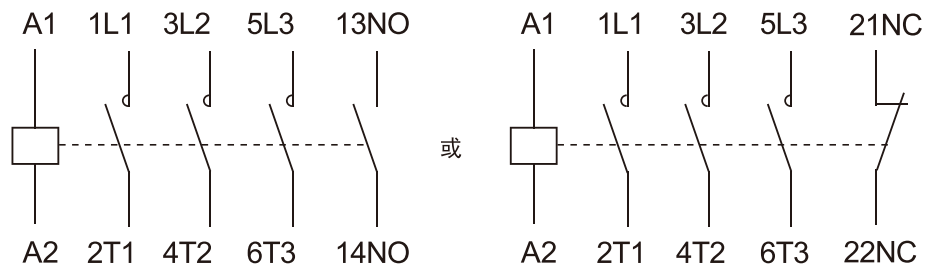 A1 1L1 3L2 5L3 13NO A1 1L1 3L2 5L3 21NC
或
A2 2T1 4T2 6T3 14NO A2 2T1 4T2 6T3 22NC